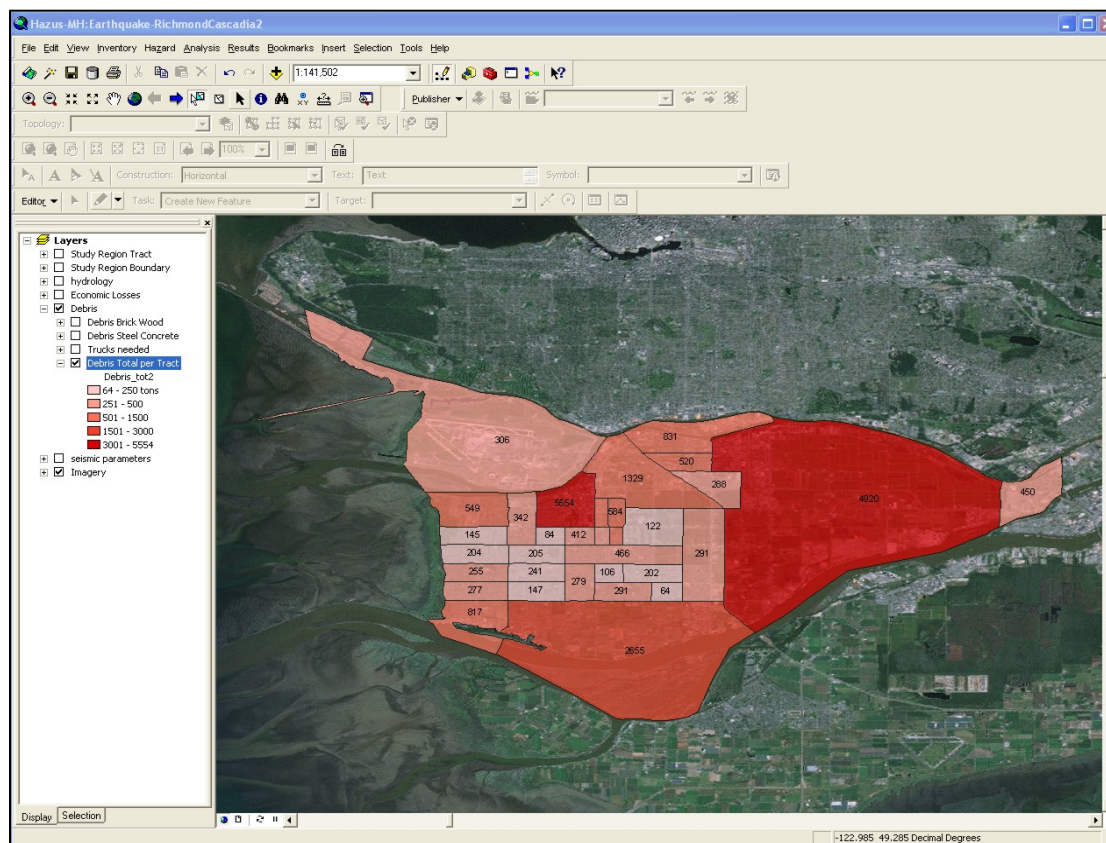 Hazus-MH:Earthquake-RichmondCascadia2
File Edit View Inventory Hazard Analysis Results Bookmarks Insert Selection Tools Help
1:141,502
Publisher
Topology:
100%
Construction: Horizontal Text: Text Symbol:
Editor Task: Create New Feature Target:
Layers
Study Region Tract
Study Region Boundary
hydrology
Economic Losses
Debris
Debris Brick Wood
Debris Steel Concrete
Trucks needed
Debris Total per Tract
Debris_tot2
64 - 250 tons
251 - 500
501 - 1500
1501 - 3000
3001 - 5554
seismic parameters
Imagery
306
831
520
1329
288
4920
450
549
342
5554
584
122
145
84
412
204
205
466
291
255
241
279
106
202
277
147
291
64
817
2655
Display Selection
-122.985 49.285 Decimal Degrees